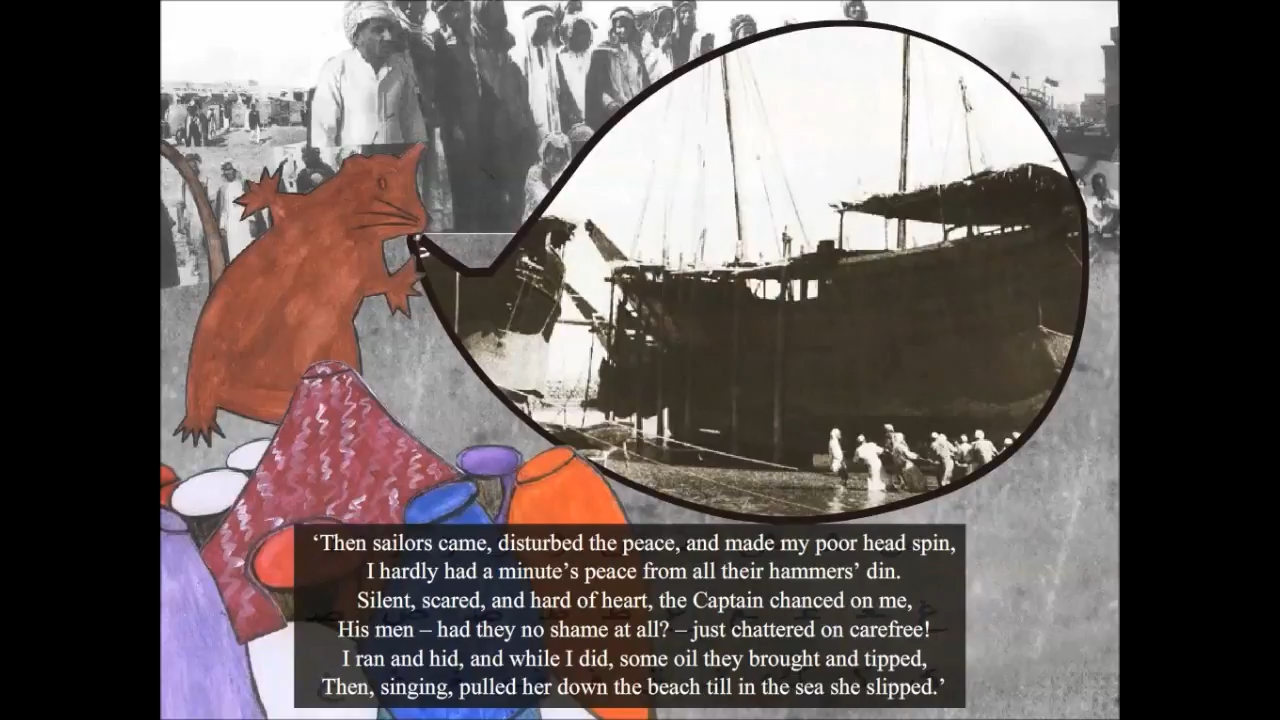 ‘Then sailors came, disturbed the peace, and made my poor head spin,
I hardly had a minute’s peace from all their hammers’ din.
Silent, scared, and hard of heart, the Captain chanced on me,
His men – had they no shame at all? – just chattered on carefree!
I ran and hid, and while I did, some oil they brought and tipped,
Then, singing, pulled her down the beach till in the sea she slipped.’